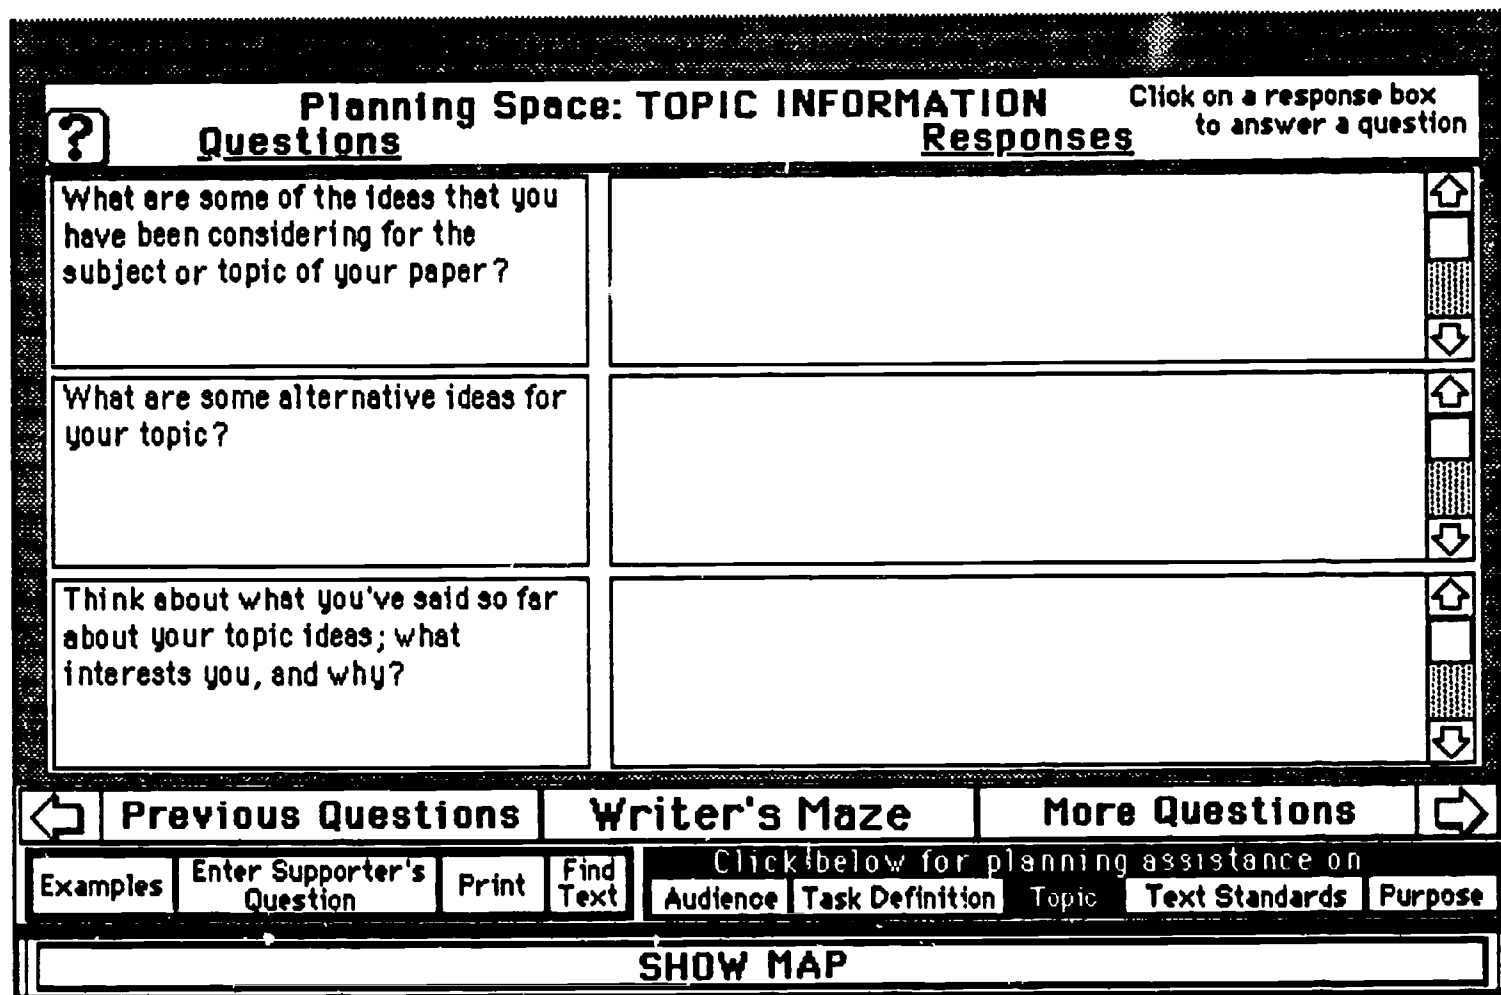 Planning Space: TOPIC INFORMATION
Click on a response box
to answer a question
?
Questions
Responses
What are some of the ideas that you
have been considering for the
subject or topic of your paper?
What are some alternative ideas for
your topic?
Think about what you've said so far
about your topic ideas; what
interests you, and why?
Previous Questions
Writer's Maze
More Questions
Examples
Enter Supporter's
Question
Print
Find
Text
Click below for planning assistance on
Audience
Task Definition
Topic
Text Standards
Purpose
SHOW MAP